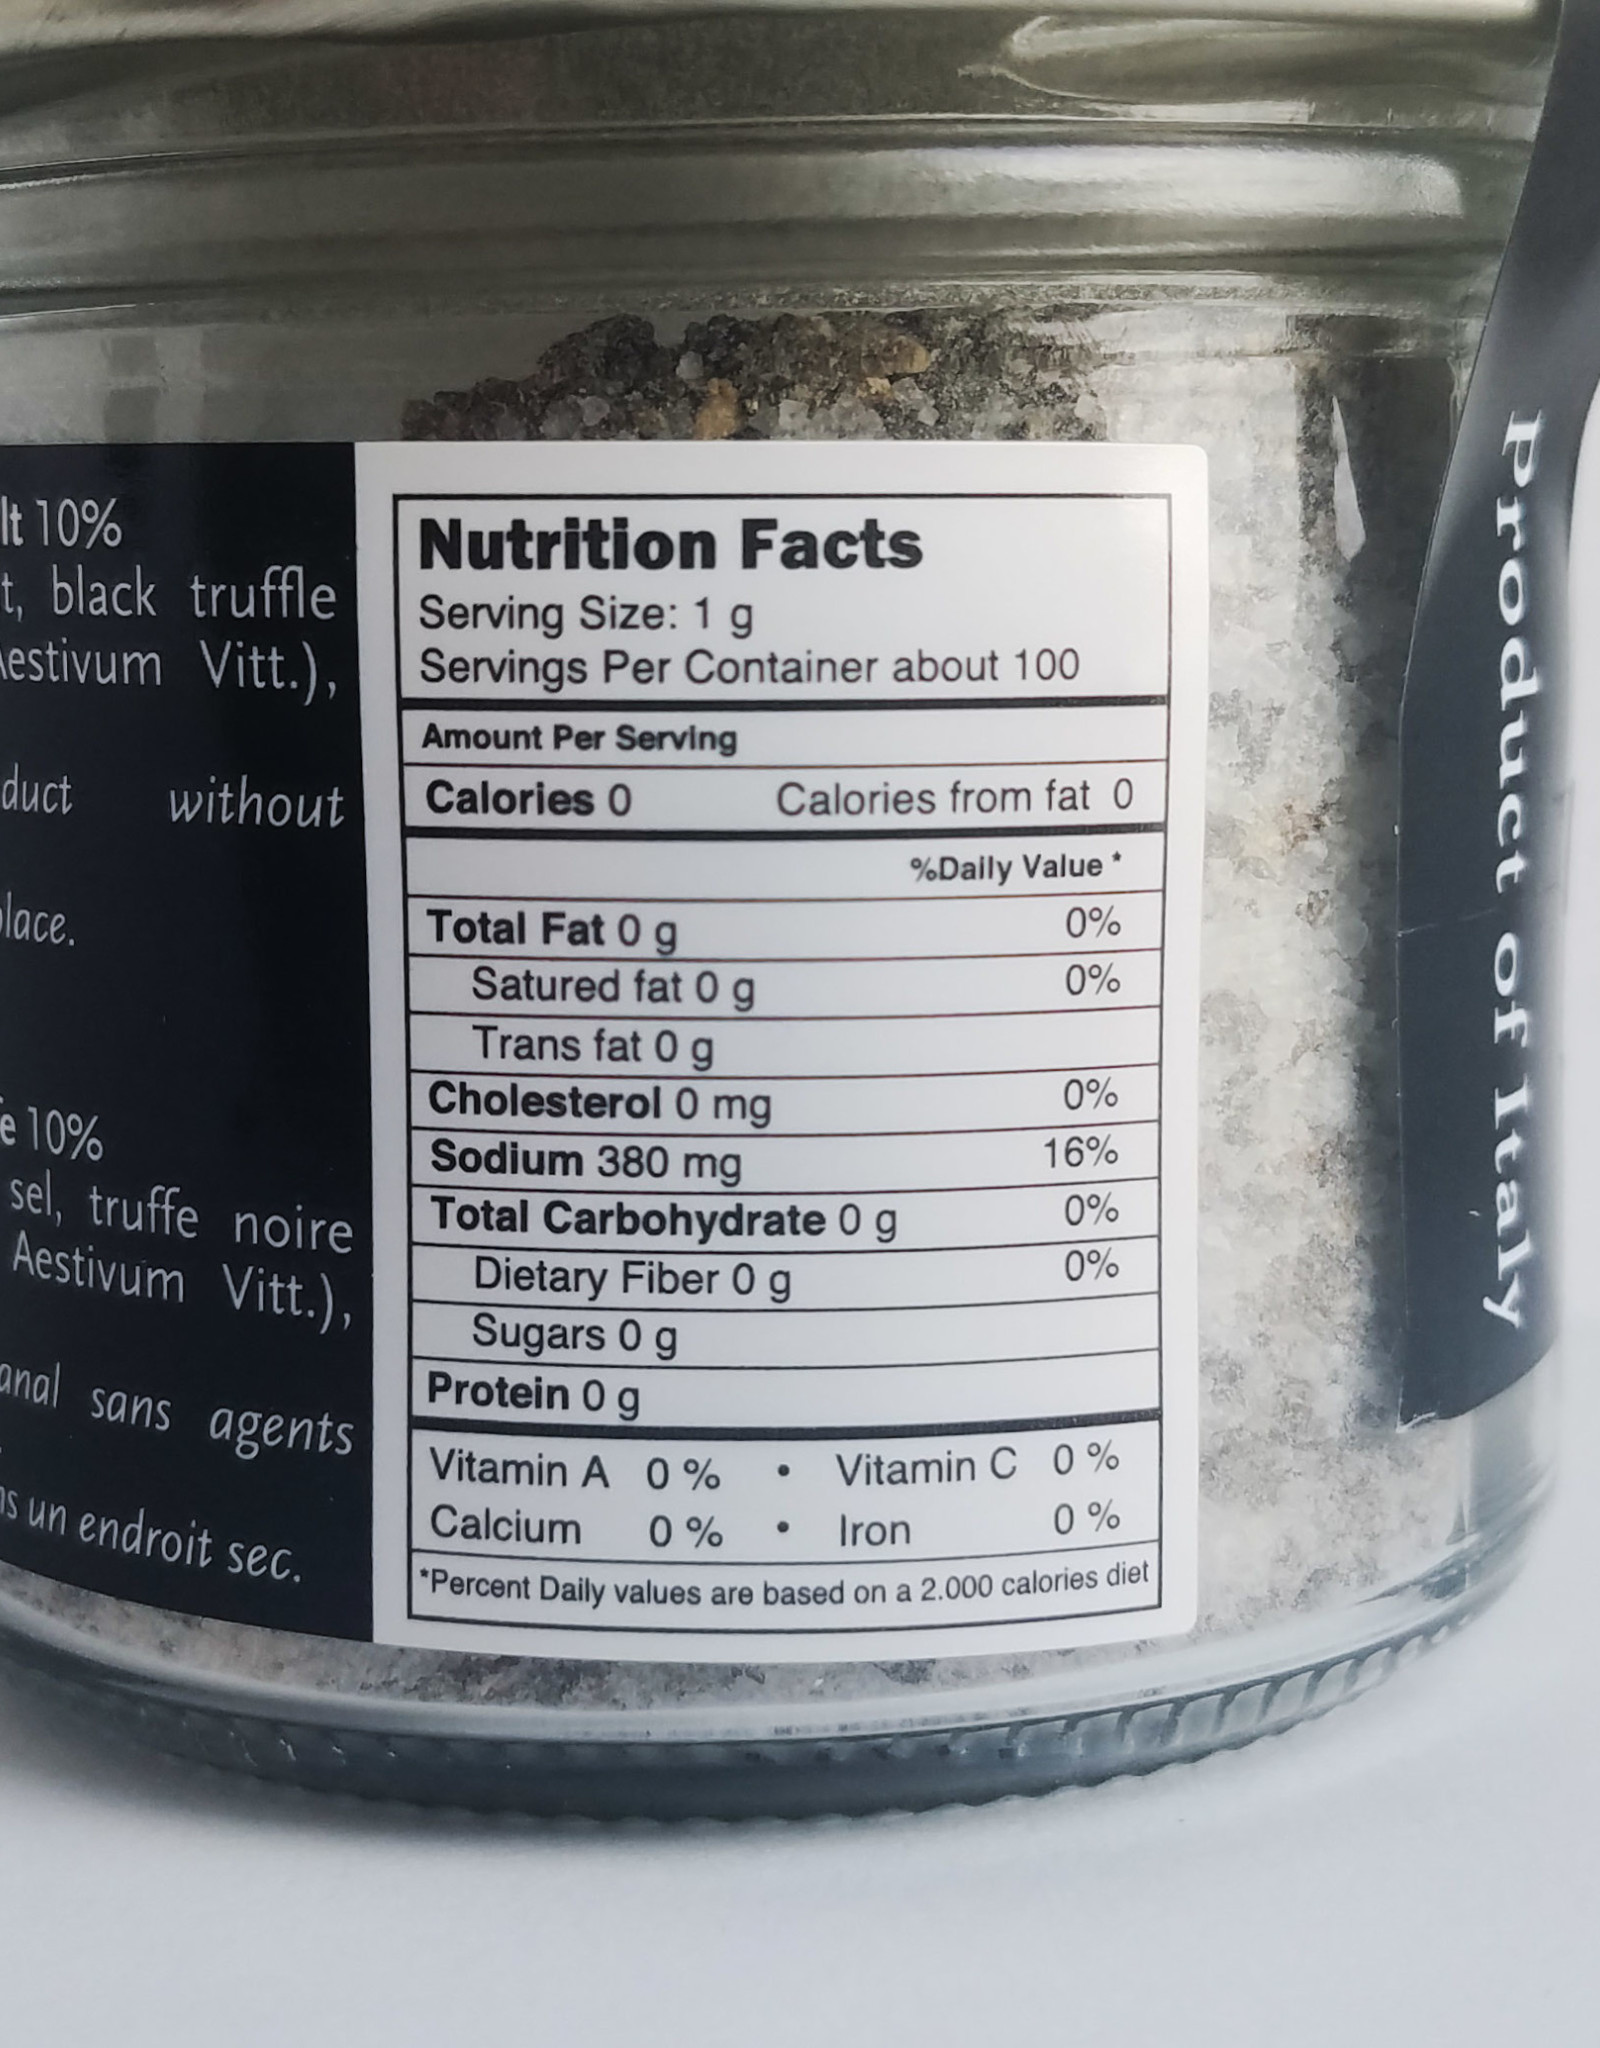 lt 10%
t, black truffle
Aestivum Vitt.),
duct without
place.
e 10%
sel, truffe noire
Aestivum Vitt.),
anal sans agents
ns un endroit sec.
Nutrition Facts
Serving Size: 1 g
Servings Per Container about 100
Amount Per Serving
Calories 0 Calories from fat 0
%Daily Value *
Total Fat 0 g 0%
Satured fat 0 g 0%
Trans fat 0 g
Cholesterol 0 mg 0%
Sodium 380 mg 16%
Total Carbohydrate 0 g 0%
Dietary Fiber 0 g 0%
Sugars 0 g
Protein 0 g
Vitamin A 0 % • Vitamin C 0 %
Calcium 0 % • Iron 0 %
*Percent Daily values are based on a 2.000 calories diet
Product of Italy